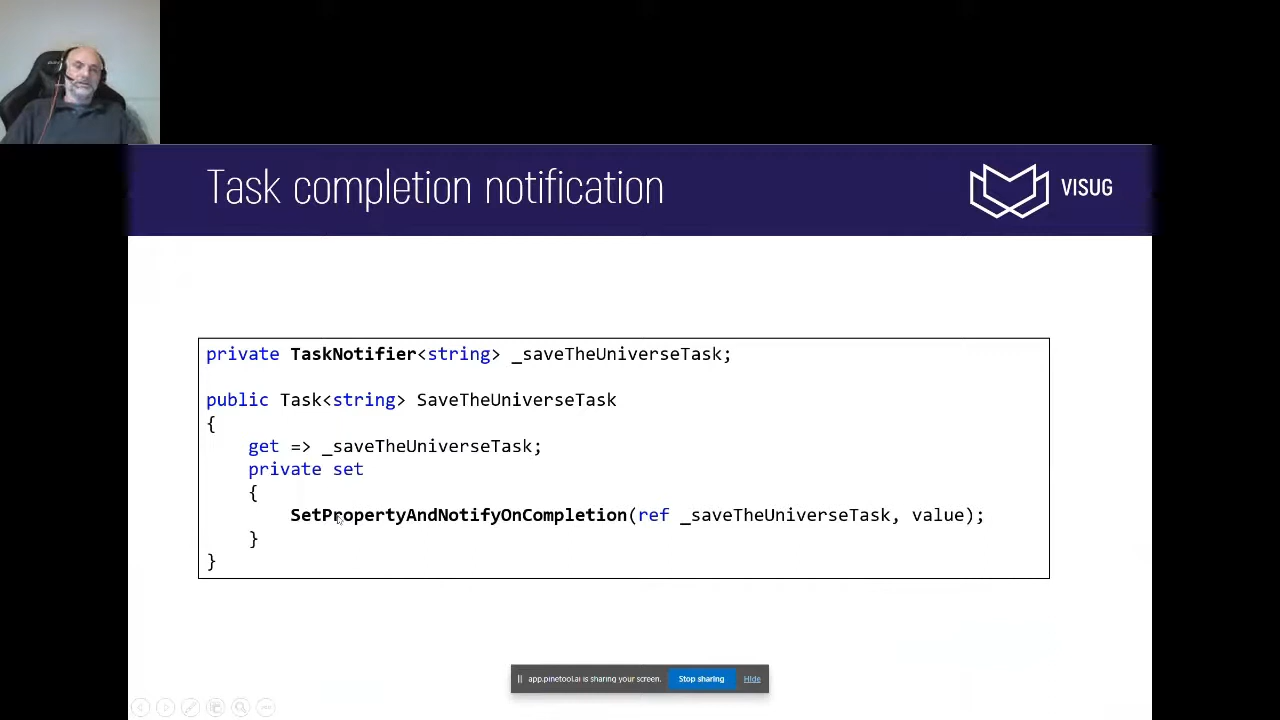 Task completion notification
VISUG
private TaskNotifier<string> _saveTheUniverseTask;
public Task<string> SaveTheUniverseTask
{
get => _saveTheUniverseTask;
private set
{
SetPropertyAndNotifyOnCompletion(ref _saveTheUniverseTask, value);
}
}
app.pinetool.ai is sharing your screen.
Stop sharing
Hide